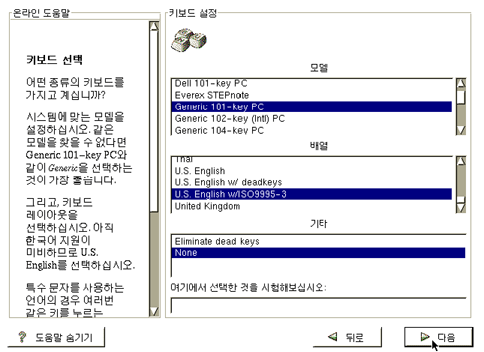 온라인 도움말
키보드 선택
어떤 종류의 키보드를
가지고 계십니까?
시스템에 맞는 모델을
설정하십시오. 같은
모델을 찾을 수 없다면
Generic 101-key PC와
같이 Generic을 선택하는
것이 가장 좋습니다.
그리고, 키보드
레이아웃을
선택하십시오. 아직
한국어 지원이
미비하므로 U.S.
English를 선택하십시오.
특수 문자를 사용하는
언어의 경우 여러번
같은 키를 누르는
키보드 설정
모델
Dell 101-key PC
Everex STEPnote
Generic 101-key PC
Generic 102-key (Intl) PC
Generic 104-key PC
배열
Thai
U.S. English
U.S. English w/ deadkeys
U.S. English w/ISO9995-3
United Kingdom
기타
Eliminate dead keys
None
여기에서 선택한 것을 시험해보십시오:
? 도움말 숨기기
뒤로
다음